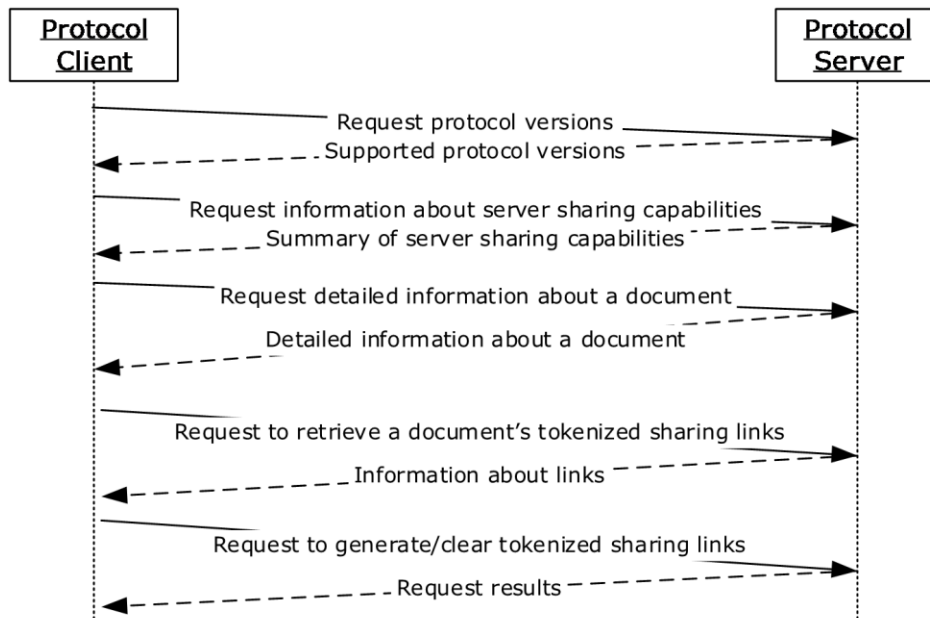 Protocol
Client
Protocol
Server
Request protocol versions
Supported protocol versions
Request information about server sharing capabilities
Summary of server sharing capabilities
Request detailed information about a document
Detailed information about a document
Request to retrieve a document’s tokenized sharing links
Information about links
Request to generate/clear tokenized sharing links
Request results